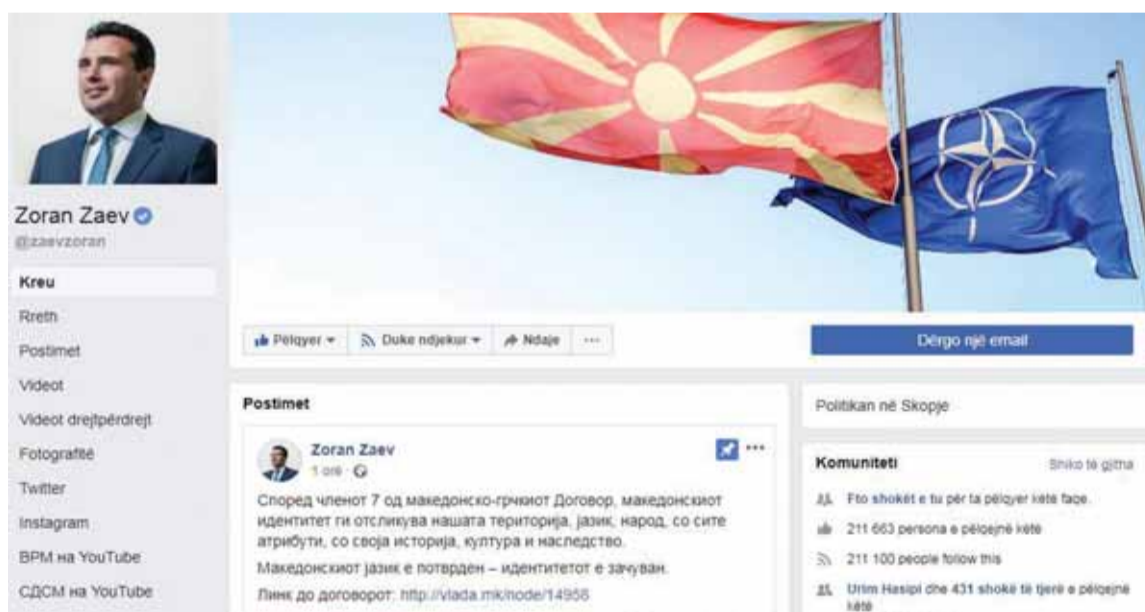 Zoran Zaev
@zaevzoran
Kreu
Rreth
Postimet
Videot
Videot drejtpërdrejt
Fotografitë
Twitter
Instagram
ВРМ на YouTube
СДСМ на YouTube
Pëlqyer
Duke ndjekur
Ndaje
Dërgo një email
Postimet
Zoran Zaev
1 orë
Според членот 7 од македонско-грчкиот Договор, македонскиот
идентитет ги отсликува нашата територија, јазик, народ, со сите
атрибути, со своја историја, култура и наследство.
Македонскиот јазик е потврден – идентитетот е зачуван.
Линк до договорот: http://vlada.mk/node/14956
Politikan në Skopje
Komuniteti
Shiko të gjitha
Fto shokët e tu për ta pëlqyer këtë faqe.
211 663 persona e pëlqejnë këtë
211 100 people follow this
Urim Hasipi dhe 431 shokë të tjerë e pëlqejnë
këtë